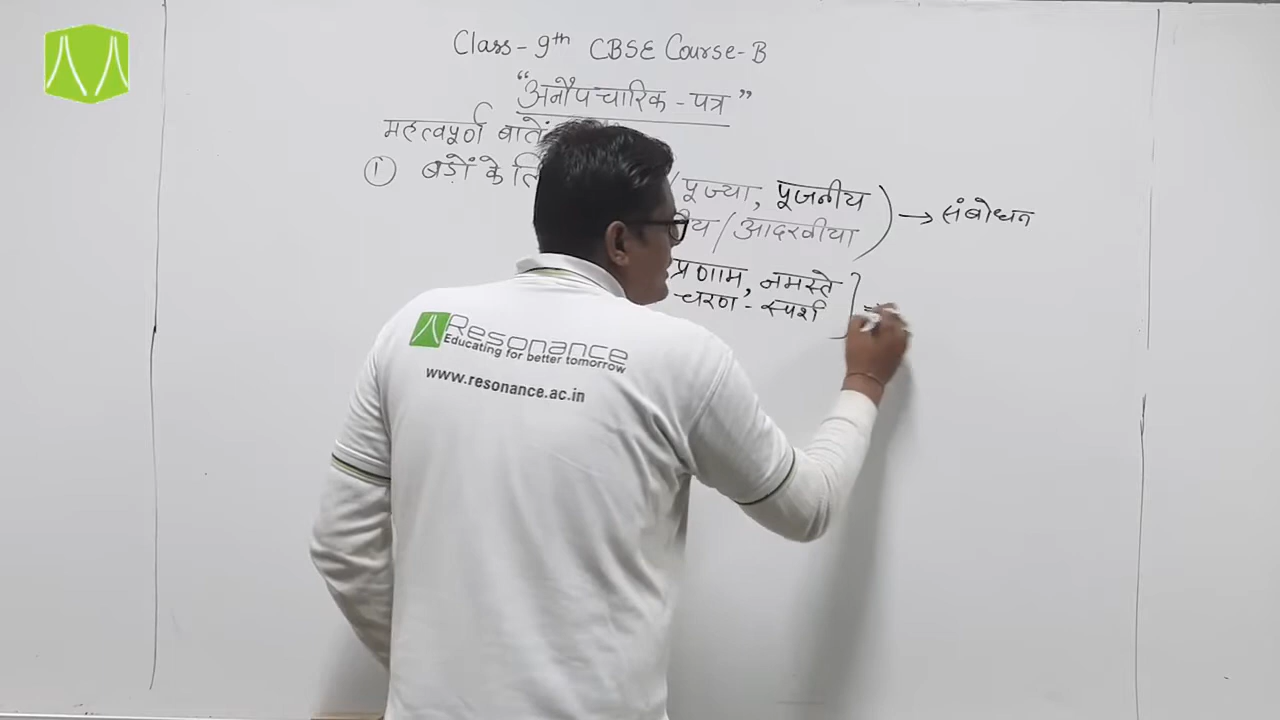 Class-9th CBSE Course-B
"अनौपचारिक-पत्र"
महत्वपूर्ण बातें
① बड़ों के
/पूज्या, पूजनीय) → संबोधन
/आदरणीया
प्रणाम, नमस्ते
चरण-स्पर्श
Resonance
Educating for better tomorrow
www.resonance.ac.in